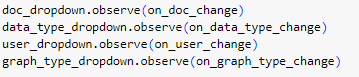 doc_dropdown.observe(on_doc_change)
data_type_dropdown.observe(on_data_type_change)
user_dropdown.observe(on_user_change)
graph_type_dropdown.observe(on_graph_type_change)